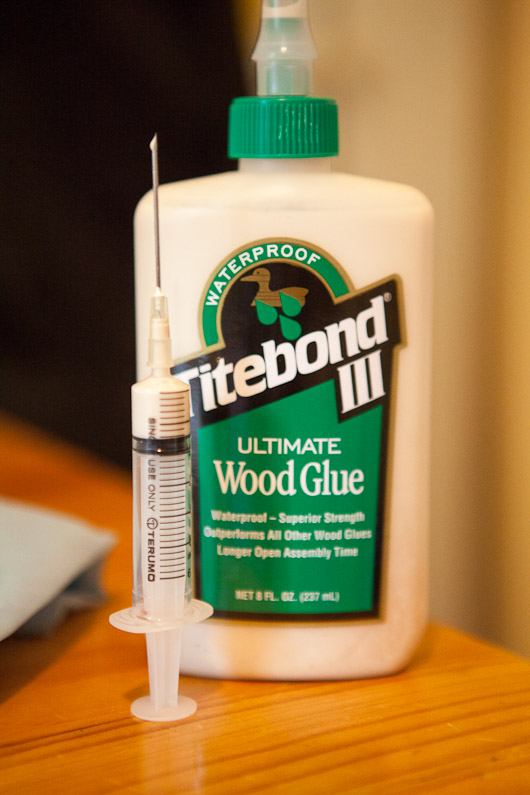 WATERPROOF
Titebond®
III
ULTIMATE
Wood Glue
Waterproof – Superior Strength
Outperforms All Other Wood Glues
Longer Open Assembly Time
NET 8 FL. OZ. (237 mL)
USE ONLY
TERUMO